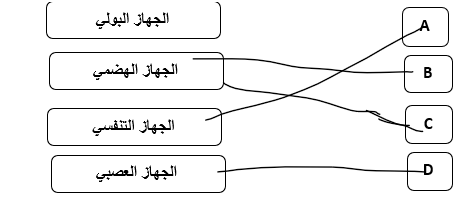 الجهاز البولي
A
الجهاز الهضمي
B
الجهاز التنفسي
C
الجهاز العصبي
D